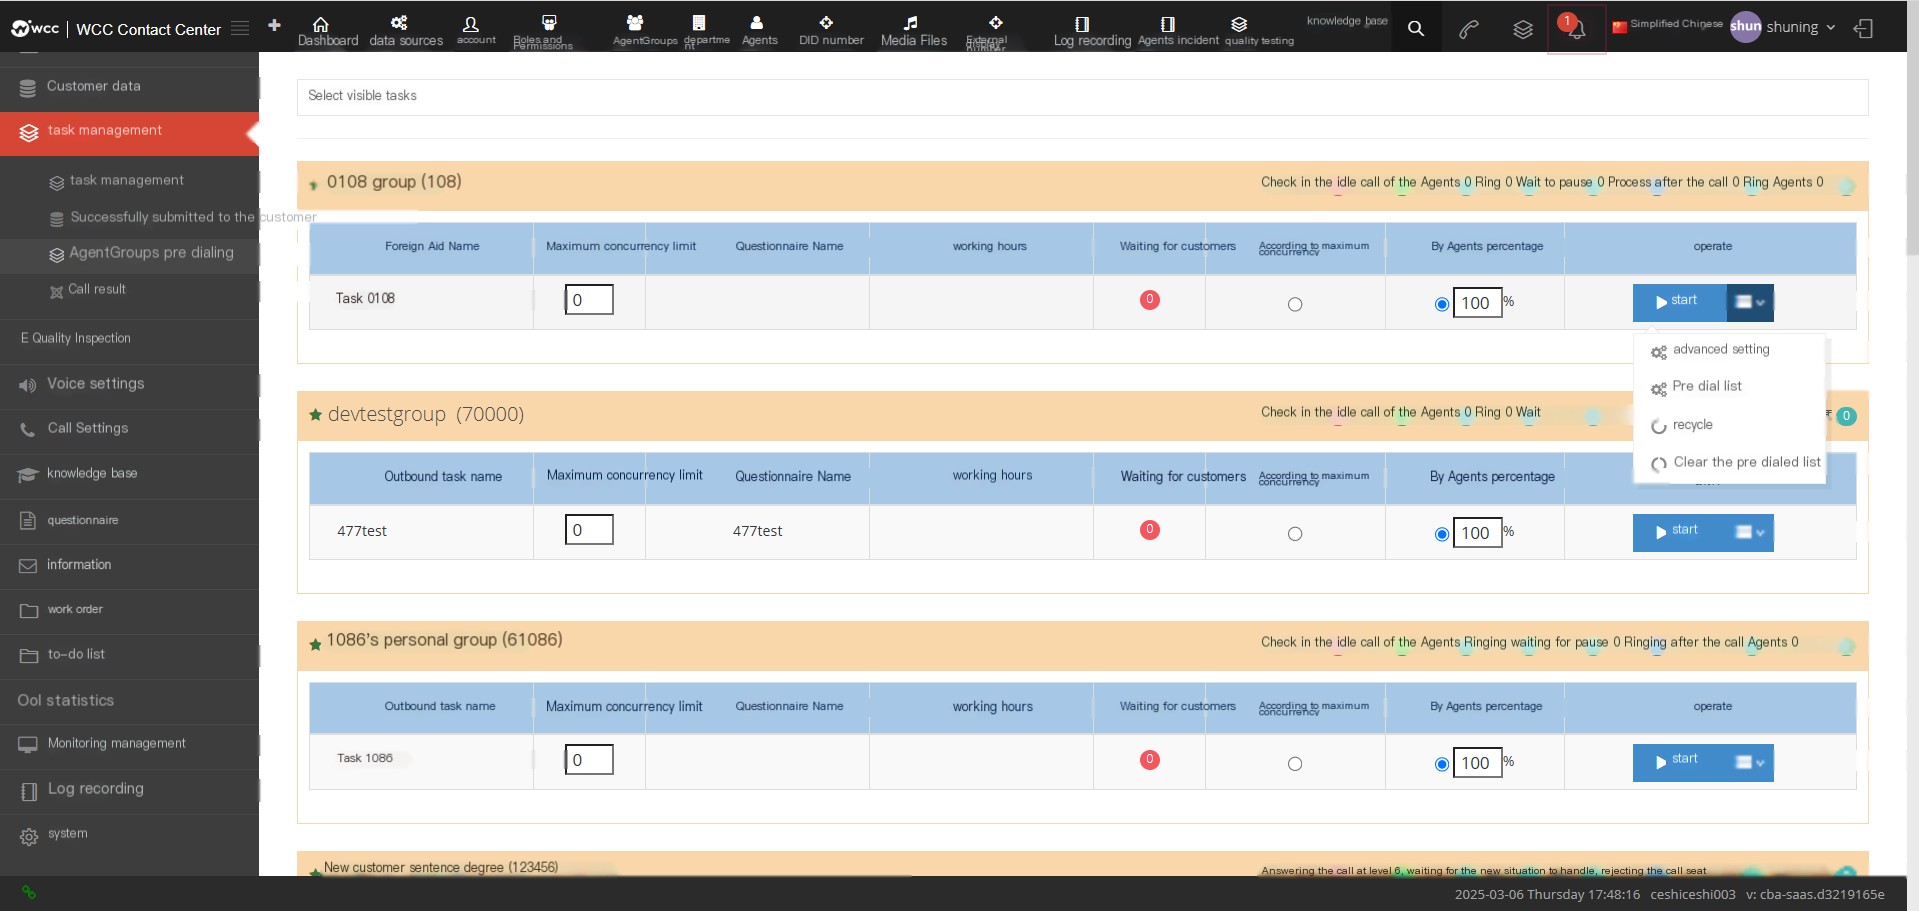 wcc | WCC Contact Center
Dashboard
data sources
account
Roles and Permissions
AgentGroups
department
Agents
DID number
Media Files
External display number
Log recording
Agents incident
quality testing
knowledge base
1
Simplified Chinese
shun
shuning
Customer data
task management
task management
Successfully submitted to the customer
AgentGroups pre dialing
Call result
E Quality Inspection
Voice settings
Call Settings
knowledge base
questionnaire
information
work order
to-do list
Ool statistics
Monitoring management
Log recording
system
Select visible tasks
0108 group (108)
Check in the idle call of the Agents 0 Ring 0 Wait to pause 0 Process after the call 0 Ring Agents 0
Foreign Aid Name
Maximum concurrency limit
Questionnaire Name
working hours
Waiting for customers
According to maximum concurrency
By Agents percentage
operate
Task 0108
0
0
100 %
start
advanced setting
Pre dial list
recycle
Clear the pre dialed list
devtestgroup (70000)
Check in the idle call of the Agents 0 Ring 0 Wait
0
Outbound task name
Maximum concurrency limit
Questionnaire Name
working hours
Waiting for customers
According to maximum concurrency
By Agents percentage
477test
0
477test
0
100 %
start
1086's personal group (61086)
Check in the idle call of the Agents Ringing waiting for pause 0 Ringing after the call Agents 0
Outbound task name
Maximum concurrency limit
Questionnaire Name
working hours
Waiting for customers
According to maximum concurrency
By Agents percentage
operate
Task 1086
0
0
100 %
start
New customer sentence degree (123456)
Answering the call at level 6, waiting for the new situation to handle, rejecting the call seat
2025-03-06 Thursday 17:48:16 ceshiceshi003 v: cba-saas.d3219165e